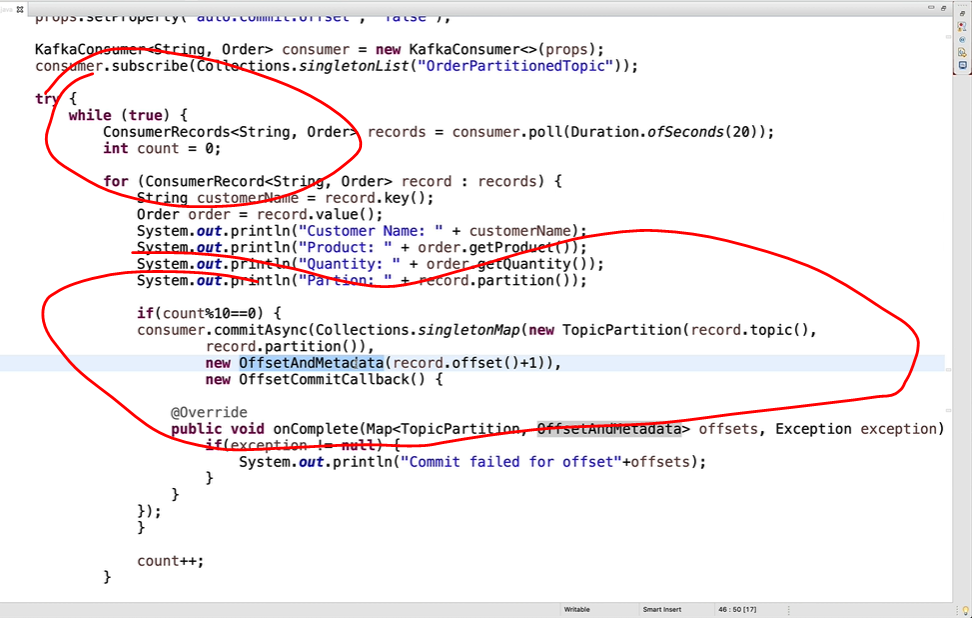 props.setProperty("auto.commit.offset", "false");
KafkaConsumer<String, Order> consumer = new KafkaConsumer<>(props);
consumer.subscribe(Collections.singletonList("OrderPartitionedTopic"));
try {
while (true) {
ConsumerRecords<String, Order> records = consumer.poll(Duration.ofSeconds(20));
int count = 0;
for (ConsumerRecord<String, Order> record : records) {
String customerName = record.key();
Order order = record.value();
System.out.println("Customer Name: " + customerName);
System.out.println("Product: " + order.getProduct());
System.out.println("Quantity: " + order.getQuantity());
System.out.println("Partion: " + record.partition());
if(count%10==0) {
consumer.commitAsync(Collections.singletonMap(new TopicPartition(record.topic(),
record.partition()),
new OffsetAndMetadata(record.offset()+1)),
new OffsetCommitCallback() {
@Override
public void onComplete(Map<TopicPartition, OffsetAndMetadata> offsets, Exception exception)
if(exception != null) {
System.out.println("Commit failed for offset"+offsets);
}
}
});
}
count++;
}
Writable Smart Insert 46 : 50 [17]